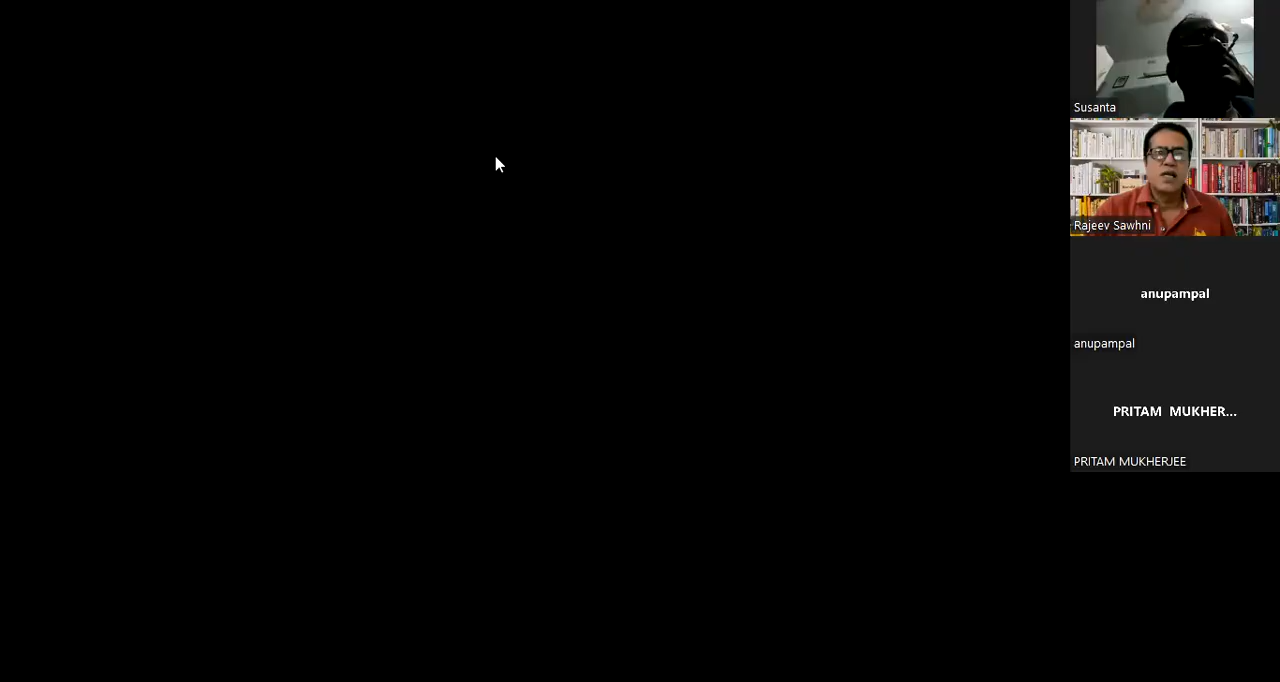 Susanta
Rajeev Sawhni
anupampal
anupampal
PRITAM MUKHER...
PRITAM MUKHERJEE